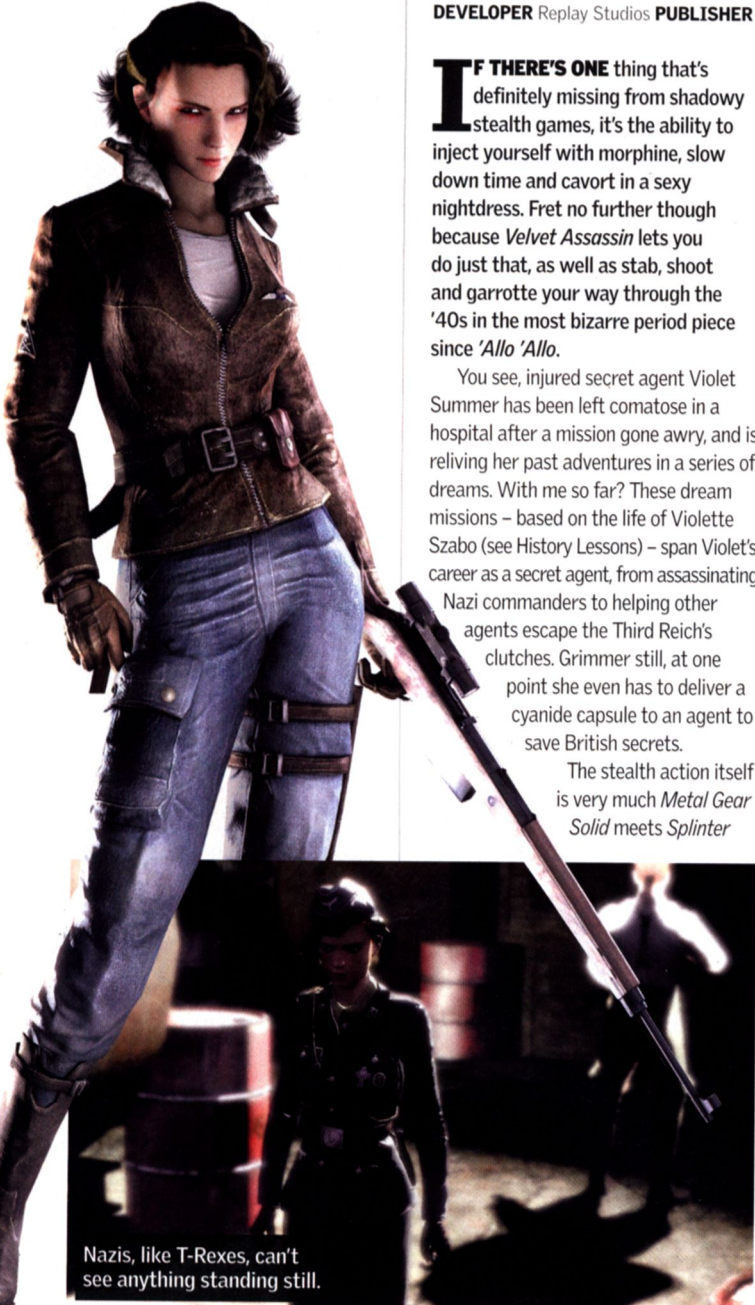 DEVELOPER Replay Studios PUBLISHER
IF THERE'S ONE thing that's
definitely missing from shadowy
stealth games, it's the ability to
inject yourself with morphine, slow
down time and cavort in a sexy
nightdress. Fret no further though
because Velvet Assassin lets you
do just that, as well as stab, shoot
and garrotte your way through the
'40s in the most bizarre period piece
since 'Allo 'Allo.
You see, injured secret agent Violet
Summer has been left comatose in a
hospital after a mission gone awry, and is
reliving her past adventures in a series of
dreams. With me so far? These dream
missions – based on the life of Violette
Szabo (see History Lessons) – span Violet's
career as a secret agent, from assassinating
Nazi commanders to helping other
agents escape the Third Reich's
clutches. Grimmer still, at one
point she even has to deliver a
cyanide capsule to an agent to
save British secrets.
The stealth action itself
is very much Metal Gear
Solid meets Splinter
Nazis, like T-Rexes, can't
see anything standing still.